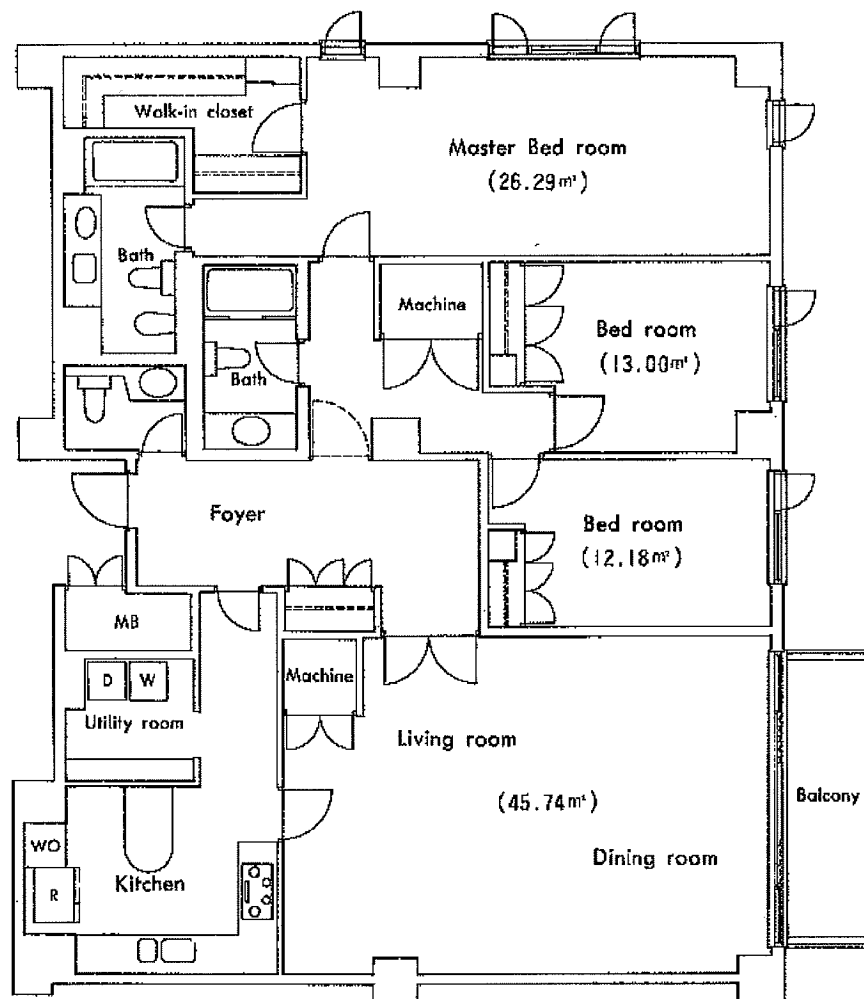 Walk-in closet
Master Bed room
(26.29㎡)
Bath
Machine
Bed room
(13.00㎡)
Bath
Foyer
Bed room
(12.18㎡)
MB
D
W
Machine
Utility room
Living room
(45.74㎡)
Balcony
WO
Dining room
R
Kitchen